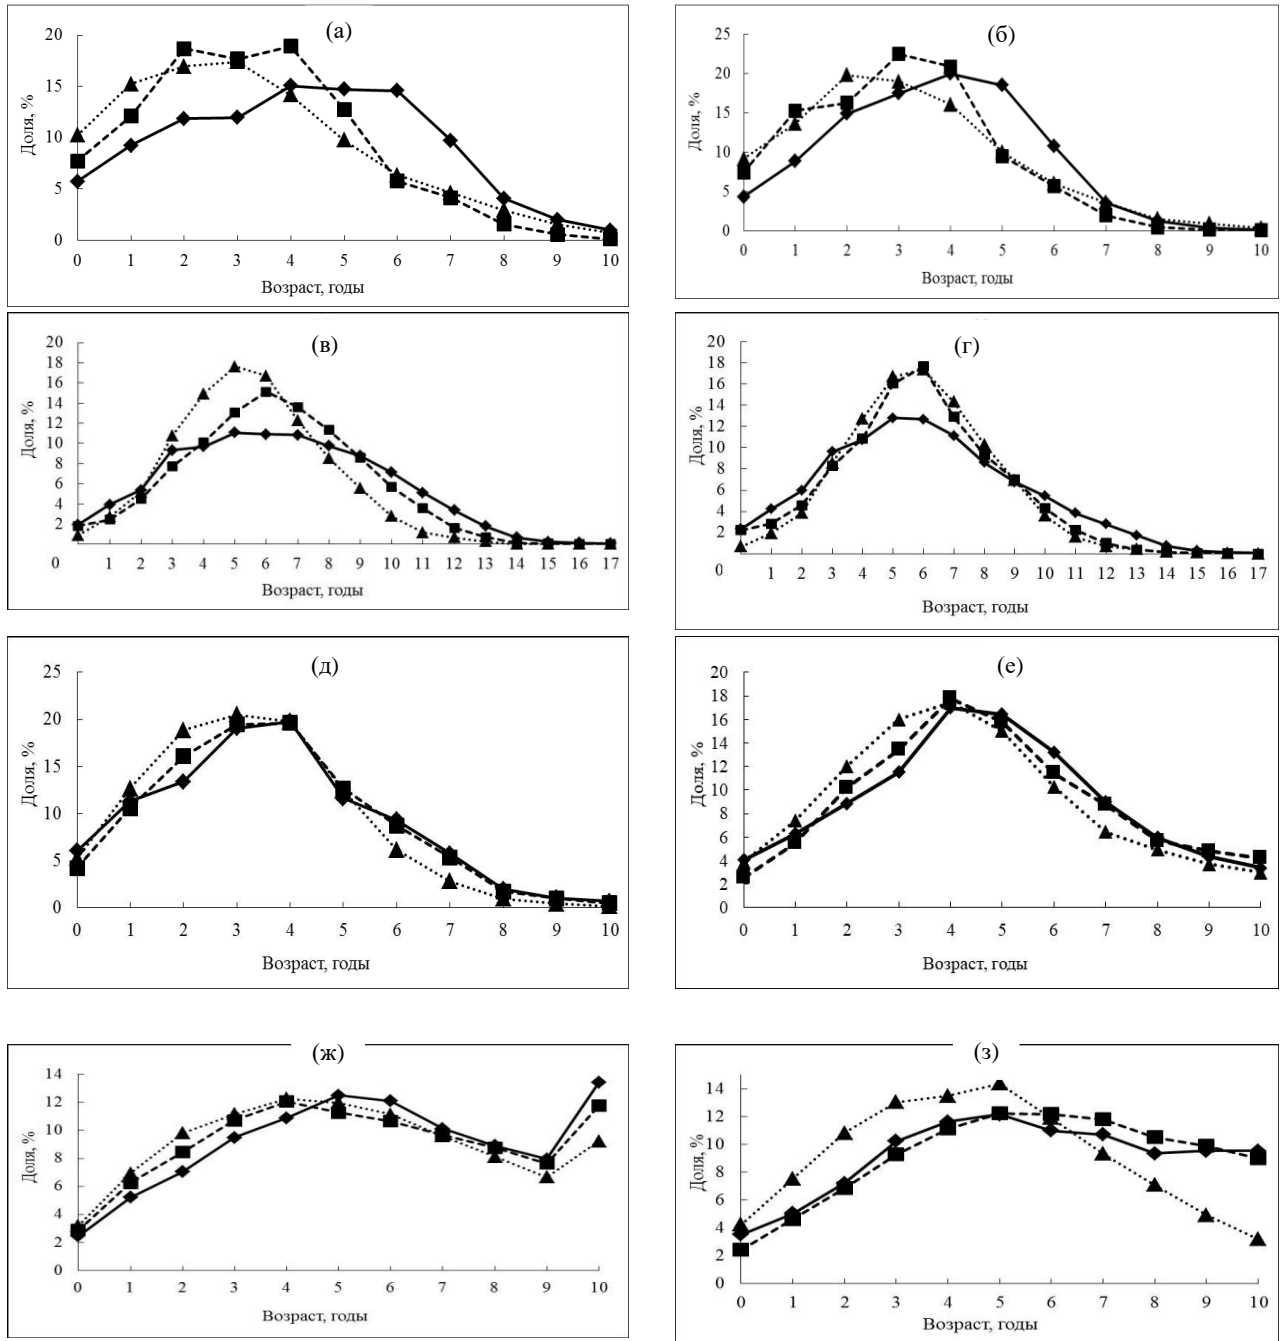 (а)
Доля, %
20
15
10
5
0
0 1 2 3 4 5 6 7 8 9 10
Возраст, годы
(б)
Доля, %
25
20
15
10
5
0
0 1 2 3 4 5 6 7 8 9 10
Возраст, годы
(в)
Доля, %
20
18
16
14
12
10
8
6
4
2
0 1 2 3 4 5 6 7 8 9 10 11 12 13 14 15 16 17
Возраст, годы
(г)
Доля, %
20
18
16
14
12
10
8
6
4
2
0 1 2 3 4 5 6 7 8 9 10 11 12 13 14 15 16 17
Возраст, годы
(д)
Доля, %
25
20
15
10
5
0
0 1 2 3 4 5 6 7 8 9 10
Возраст, годы
(е)
Доля, %
20
18
16
14
12
10
8
6
4
2
0
0 1 2 3 4 5 6 7 8 9 10
Возраст, годы
(ж)
Доля, %
14
12
10
8
6
4
2
0
0 1 2 3 4 5 6 7 8 9 10
Возраст, годы
(з)
Доля, %
14
12
10
8
6
4
2
0
0 1 2 3 4 5 6 7 8 9 10
Возраст, годы